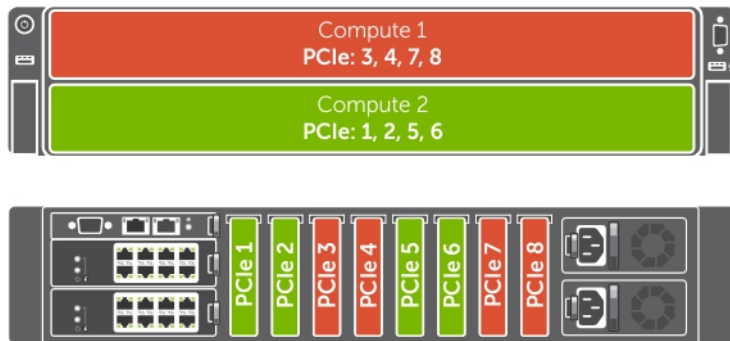 Compute 1
PCIe: 3, 4, 7, 8
Compute 2
PCIe: 1, 2, 5, 6
PCIe 1
PCIe 2
PCIe 3
PCIe 4
PCIe 5
PCIe 6
PCIe 7
PCIe 8